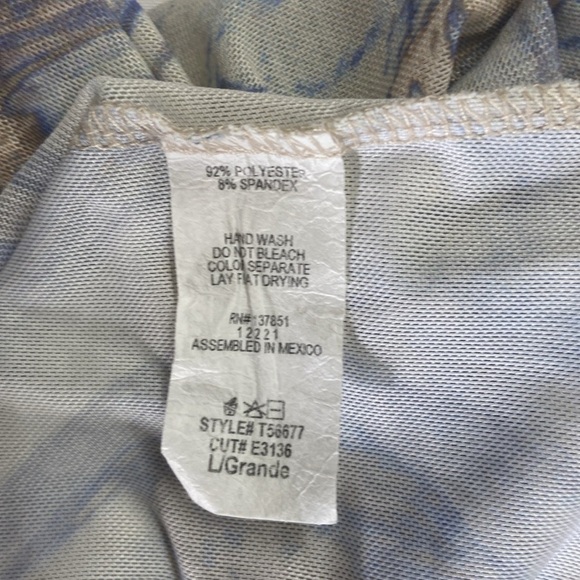 92% POLYESTER
8% SPANDEX
HAND WASH
DO NOT BLEACH
COLOR SEPARATE
LAY FLAT DRYING
RN# 137851
1 2 2 2 1
ASSEMBLED IN MEXICO
STYLE# T56677
CUT# E3136
L/Grande